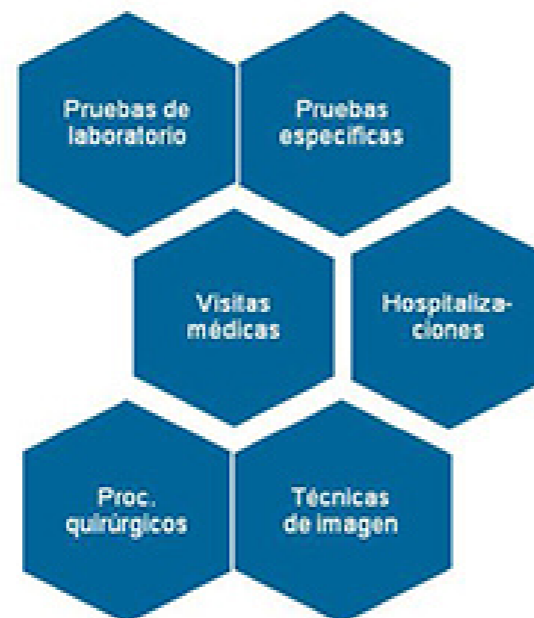 Pruebas de
laboratorio
Pruebas
específicas
Visitas
médicas
Hospitaliza-
ciones
Proc.
quirúrgicos
Técnicas
de imagen